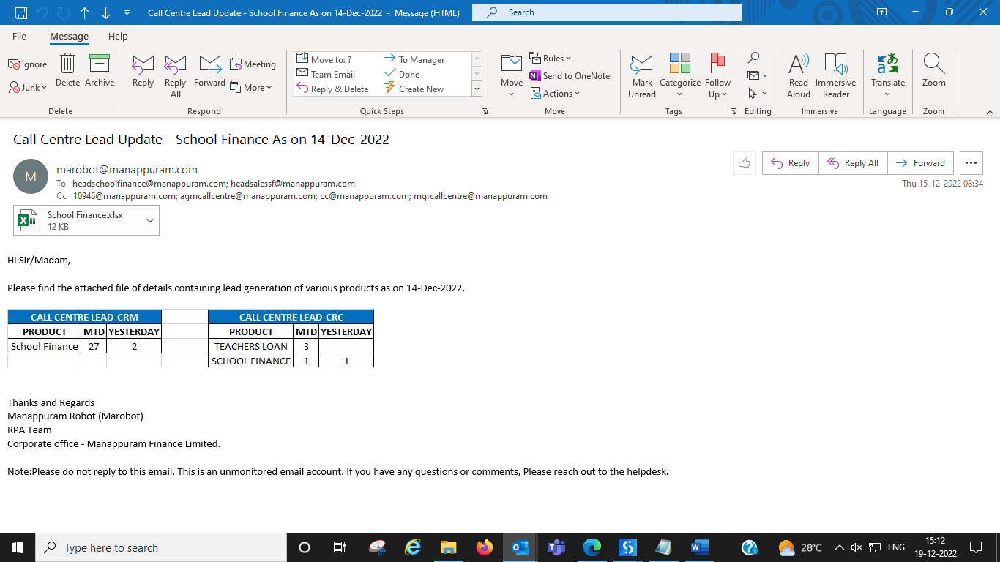 Call Centre Lead Update - School Finance As on 14-Dec-2022 - Message (HTML)
Search
File Message Help
Ignore
Junk
Delete
Archive
Delete
Reply
Reply All
Forward
Meeting
More
Respond
Move to: ?
Team Email
Reply & Delete
To Manager
Done
Create New
Quick Steps
Move
Rules
Send to OneNote
Actions
Move
Mark Unread
Categorize
Follow Up
Tags
Editing
Read Aloud
Immersive Reader
Immersive
Translate
Language
Zoom
Zoom
Call Centre Lead Update - School Finance As on 14-Dec-2022
M
marobot@manappuram.com
To headschoolfinance@manappuram.com; headsalessf@manappuram.com
Cc 10946@manappuram.com; agmcallcentre@manappuram.com; cc@manappuram.com; mgrcallcentre@manappuram.com
Reply Reply All Forward
Thu 15-12-2022 08:34
School Finance.xlsx
12 KB
Hi Sir/Madam,
Please find the attached file of details containing lead generation of various products as on 14-Dec-2022.
CALL CENTRE LEAD-CRM CALL CENTRE LEAD-CRC
PRODUCT MTD YESTERDAY PRODUCT MTD YESTERDAY
School Finance 27 2 TEACHERS LOAN 3
SCHOOL FINANCE 1 1
Thanks and Regards
Manappuram Robot (Marobot)
RPA Team
Corporate office - Manappuram Finance Limited.
Note:Please do not reply to this email. This is an unmonitored email account. If you have any questions or comments, Please reach out to the helpdesk.
Type here to search
28°C
ENG
15:12
19-12-2022